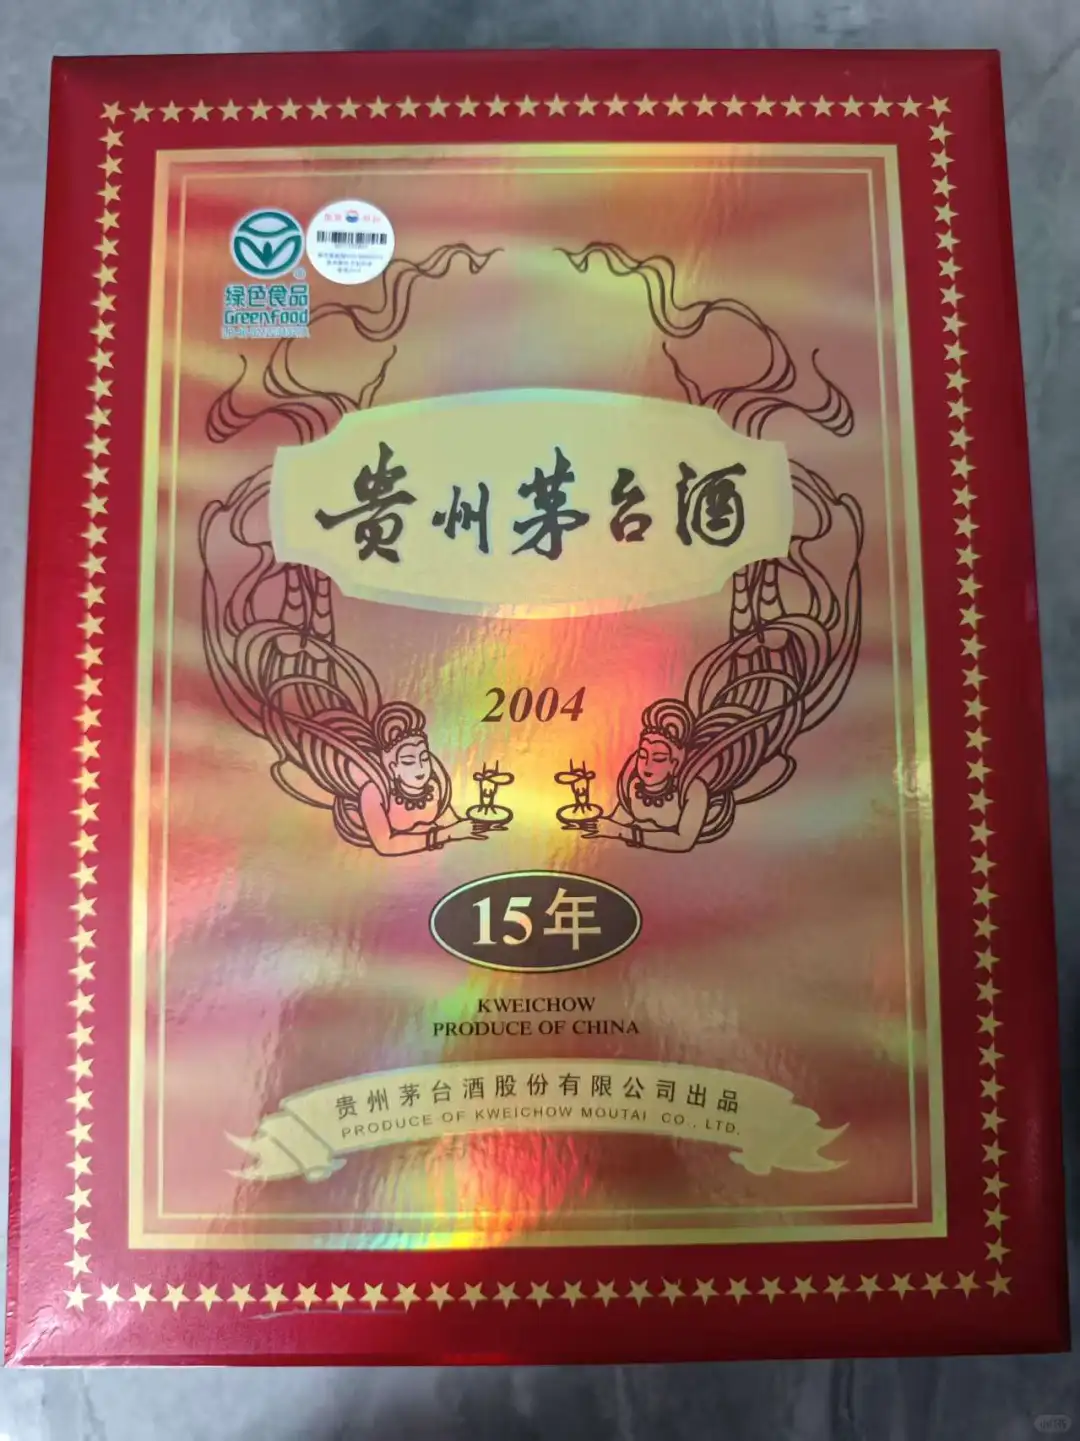 绿色食品
Greenfood
贵州茅台酒
2004
15年
KWEICHOW
PRODUCE OF CHINA
贵州茅台酒股份有限公司出品
PRODUCE OF KWEICHOW MOUTAI CO., LTD.